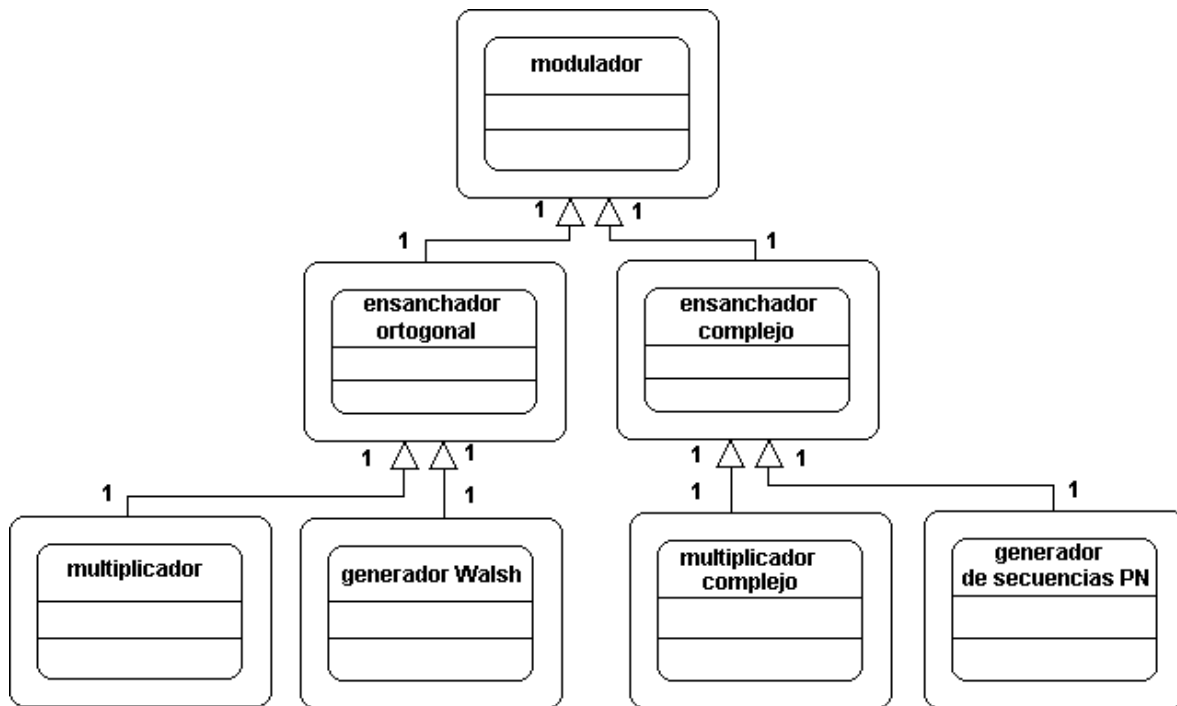 modulador
1 1
1 1
ensanchador
ortogonal
ensanchador
complejo
1 1 1 1
1 1 1 1
multiplicador
generador Walsh
multiplicador
complejo
generador
de secuencias PN